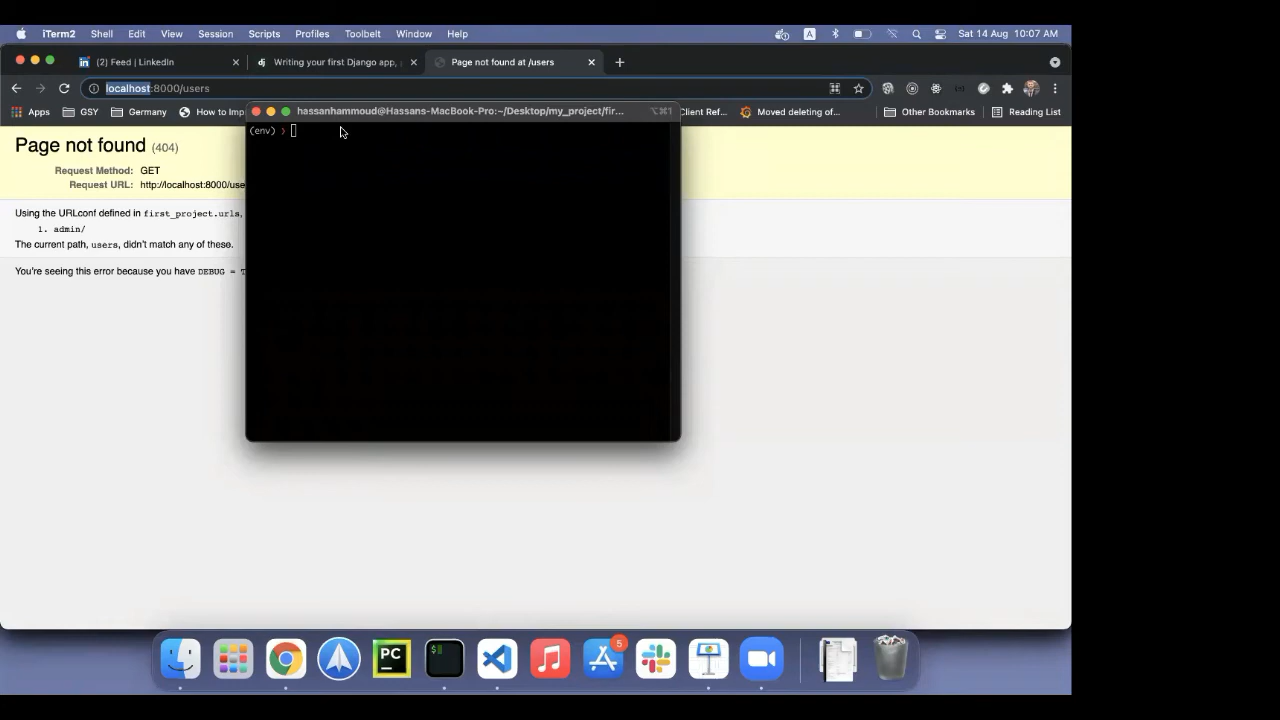 iTerm2 Shell Edit View Session Scripts Profiles Toolbelt Window Help A Sat 14 Aug 10:07 AM
(2) Feed | LinkedIn
Writing your first Django app,
Page not found at /users
localhost:8000/users
Apps GSY Germany How to Imp
Client Ref... Moved deleting of... Other Bookmarks Reading List
hassanhammoud@Hassans-MacBook-Pro:~/Desktop/my_project/fir... ⌥⌘1
(env) ❯
Page not found (404)
Request Method: GET
Request URL: http://localhost:8000/use
Using the URLconf defined in first_project.urls,
1. admin/
The current path, users, didn't match any of these.
You're seeing this error because you have DEBUG = T
PC
$
5